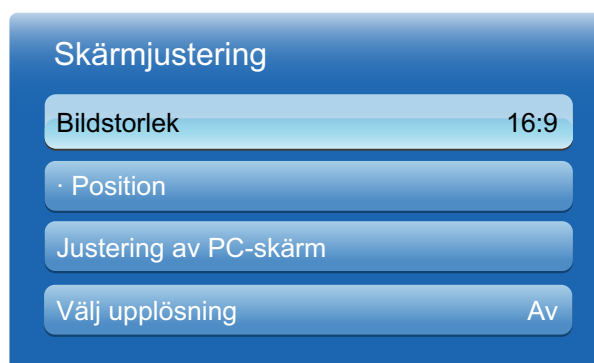 Skärmjustering
Bildstorlek 16:9
· Position
Justering av PC-skärm
Välj upplösning Av